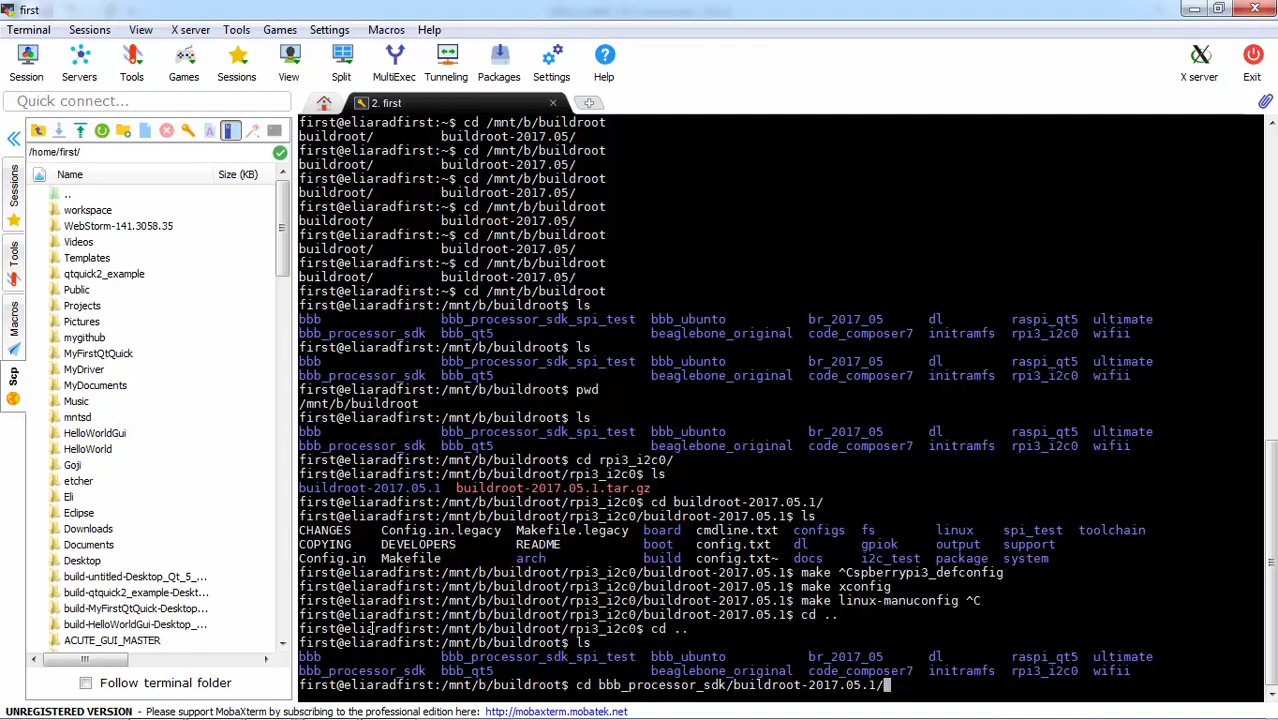 first
Terminal Sessions View X server Tools Games Settings Macros Help
Session Servers Tools Games Sessions View Split MultiExec Tunneling Packages Settings Help X server Exit
Quick connect...
2. first
/home/first/
Name Size (KB)
..
workspace
WebStorm-141.3058.35
Videos
Templates
qtquick2_example
Public
Projects
Pictures
mygithub
MyFirstQtQuick
MyDriver
MyDocuments
Music
mntsd
HelloWorldGui
HelloWorld
Goji
etcher
Eli
Eclipse
Downloads
Documents
Desktop
build-untitled-Desktop_Qt_5_...
build-qtquick2_example-Deskt...
build-MyFirstQtQuick-Desktop...
build-HelloWorldGui-Desktop_...
ACUTE_GUI_MASTER
Follow terminal folder
Sessions
Tools
Macros
Scp
first@eliaradfirst:~$ cd /mnt/b/buildroot
buildroot/ buildroot-2017.05/
first@eliaradfirst:~$ cd /mnt/b/buildroot
buildroot/ buildroot-2017.05/
first@eliaradfirst:~$ cd /mnt/b/buildroot
buildroot/ buildroot-2017.05/
first@eliaradfirst:~$ cd /mnt/b/buildroot
buildroot/ buildroot-2017.05/
first@eliaradfirst:~$ cd /mnt/b/buildroot
buildroot/ buildroot-2017.05/
first@eliaradfirst:~$ cd /mnt/b/buildroot
buildroot/ buildroot-2017.05/
first@eliaradfirst:~$ cd /mnt/b/buildroot
first@eliaradfirst:/mnt/b/buildroot$ ls
bbb bbb_processor_sdk_spi_test bbb_ubunto br_2017_05 dl raspi_qt5 ultimate
bbb_processor_sdk bbb_qt5 beaglebone_original code_composer7 initramfs rpi3_i2c0 wifii
first@eliaradfirst:/mnt/b/buildroot$ ls
bbb bbb_processor_sdk_spi_test bbb_ubunto br_2017_05 dl raspi_qt5 ultimate
bbb_processor_sdk bbb_qt5 beaglebone_original code_composer7 initramfs rpi3_i2c0 wifii
first@eliaradfirst:/mnt/b/buildroot$ pwd
/mnt/b/buildroot
first@eliaradfirst:/mnt/b/buildroot$ ls
bbb bbb_processor_sdk_spi_test bbb_ubunto br_2017_05 dl raspi_qt5 ultimate
bbb_processor_sdk bbb_qt5 beaglebone_original code_composer7 initramfs rpi3_i2c0 wifii
first@eliaradfirst:/mnt/b/buildroot$ cd rpi3_i2c0/
first@eliaradfirst:/mnt/b/buildroot/rpi3_i2c0$ ls
buildroot-2017.05.1 buildroot-2017.05.1.tar.gz
first@eliaradfirst:/mnt/b/buildroot/rpi3_i2c0$ cd buildroot-2017.05.1/
first@eliaradfirst:/mnt/b/buildroot/rpi3_i2c0/buildroot-2017.05.1$ ls
CHANGES Config.in.legacy Makefile.legacy board cmdline.txt configs fs linux spi_test toolchain
COPYING DEVELOPERS README boot config.txt dl gpiok output support
Config.in Makefile arch build config.txt~ docs i2c_test package system
first@eliaradfirst:/mnt/b/buildroot/rpi3_i2c0/buildroot-2017.05.1$ make ^Cspberrypi3_defconfig
first@eliaradfirst:/mnt/b/buildroot/rpi3_i2c0/buildroot-2017.05.1$ make xconfig
first@eliaradfirst:/mnt/b/buildroot/rpi3_i2c0/buildroot-2017.05.1$ make linux-manuconfig ^C
first@eliaradfirst:/mnt/b/buildroot/rpi3_i2c0/buildroot-2017.05.1$ cd ..
first@eliaradfirst:/mnt/b/buildroot/rpi3_i2c0$ cd ..
first@eliaradfirst:/mnt/b/buildroot$ ls
bbb bbb_processor_sdk_spi_test bbb_ubunto br_2017_05 dl raspi_qt5 ultimate
bbb_processor_sdk bbb_qt5 beaglebone_original code_composer7 initramfs rpi3_i2c0 wifii
first@eliaradfirst:/mnt/b/buildroot$ cd bbb_processor_sdk/buildroot-2017.05.1/
UNREGISTERED VERSION - Please support MobaXterm by subscribing to the professional edition here: http://mobaxterm.mobatek.net